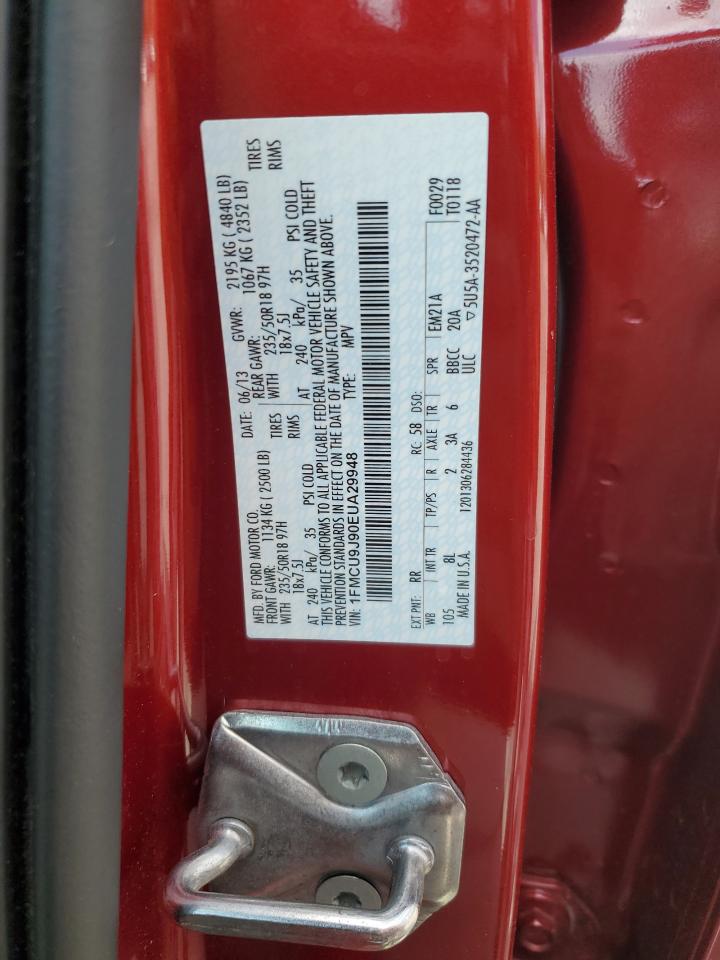 MFD. BY FORD MOTOR CO.
DATE: 06/13 GVWR: 2195 KG ( 4840 LB)
FRONT GAWR: 1134 KG ( 2500 LB)
REAR GAWR: 1067 KG ( 2352 LB)
WITH 235/50R18 97H TIRES
WITH 235/50R18 97H TIRES
18x7.5J RIMS
18x7.5J RIMS
AT 240 kPa/ 35 PSI COLD
AT 240 kPa/ 35 PSI COLD
THIS VEHICLE CONFORMS TO ALL APPLICABLE FEDERAL MOTOR VEHICLE SAFETY AND THEFT
PREVENTION STANDARDS IN EFFECT ON THE DATE OF MANUFACTURE SHOWN ABOVE.
VIN: 1FMCU9J90EUA29948 TYPE: MPV
F0029
T0118
EXT PNT: RR RC: 58 DSO:
WB INT TR TP/PS R AXLE TR SPR EM21A
105 8L 2 3A 6 BBCC 20A
MADE IN U.S.A. 1201306284436 ULC ▽5U5A-3520472-AA